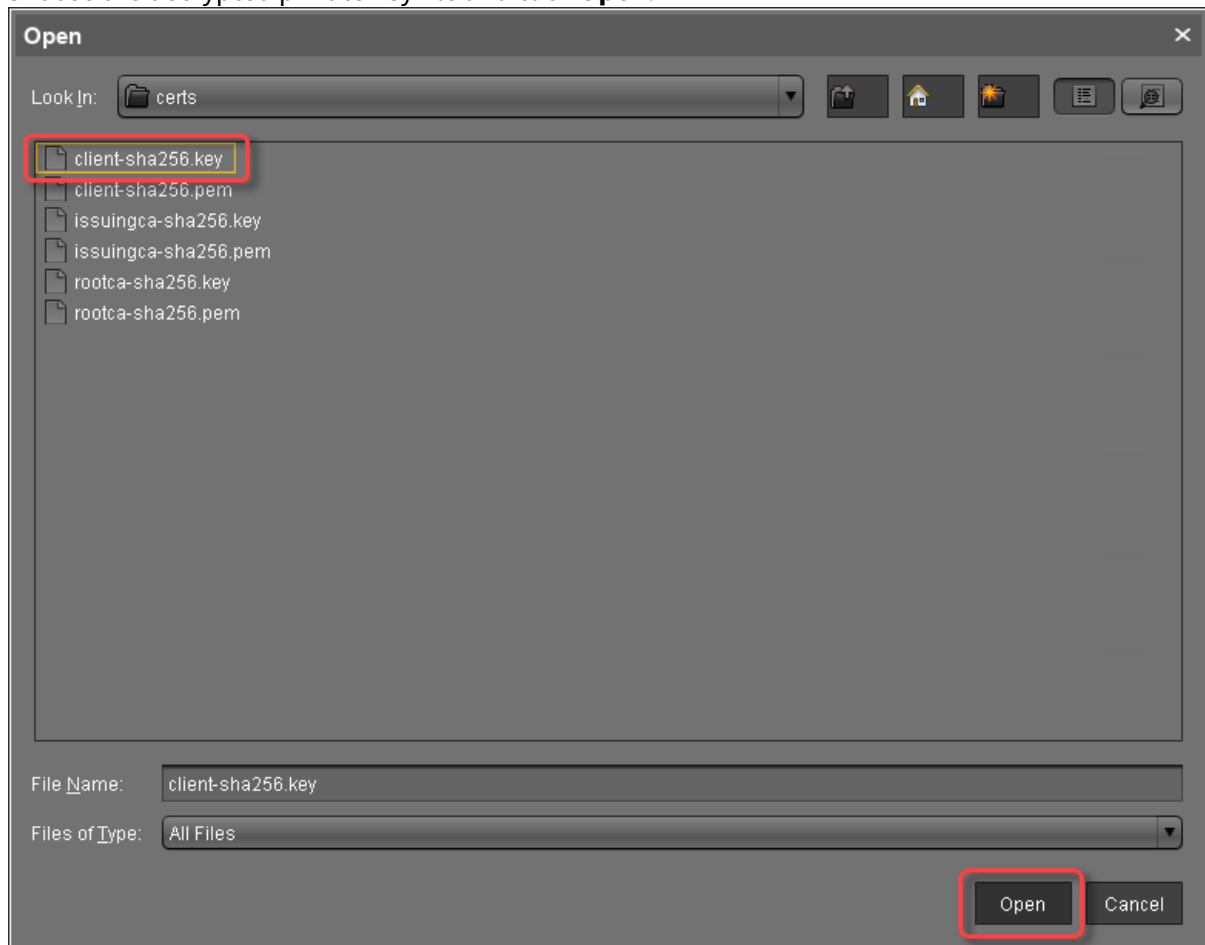 Open
Look In: certs
client-sha256.key
client-sha256.pem
issuingca-sha256.key
issuingca-sha256.pem
rootca-sha256.key
rootca-sha256.pem
File Name: client-sha256.key
Files of Type: All Files
Open Cancel